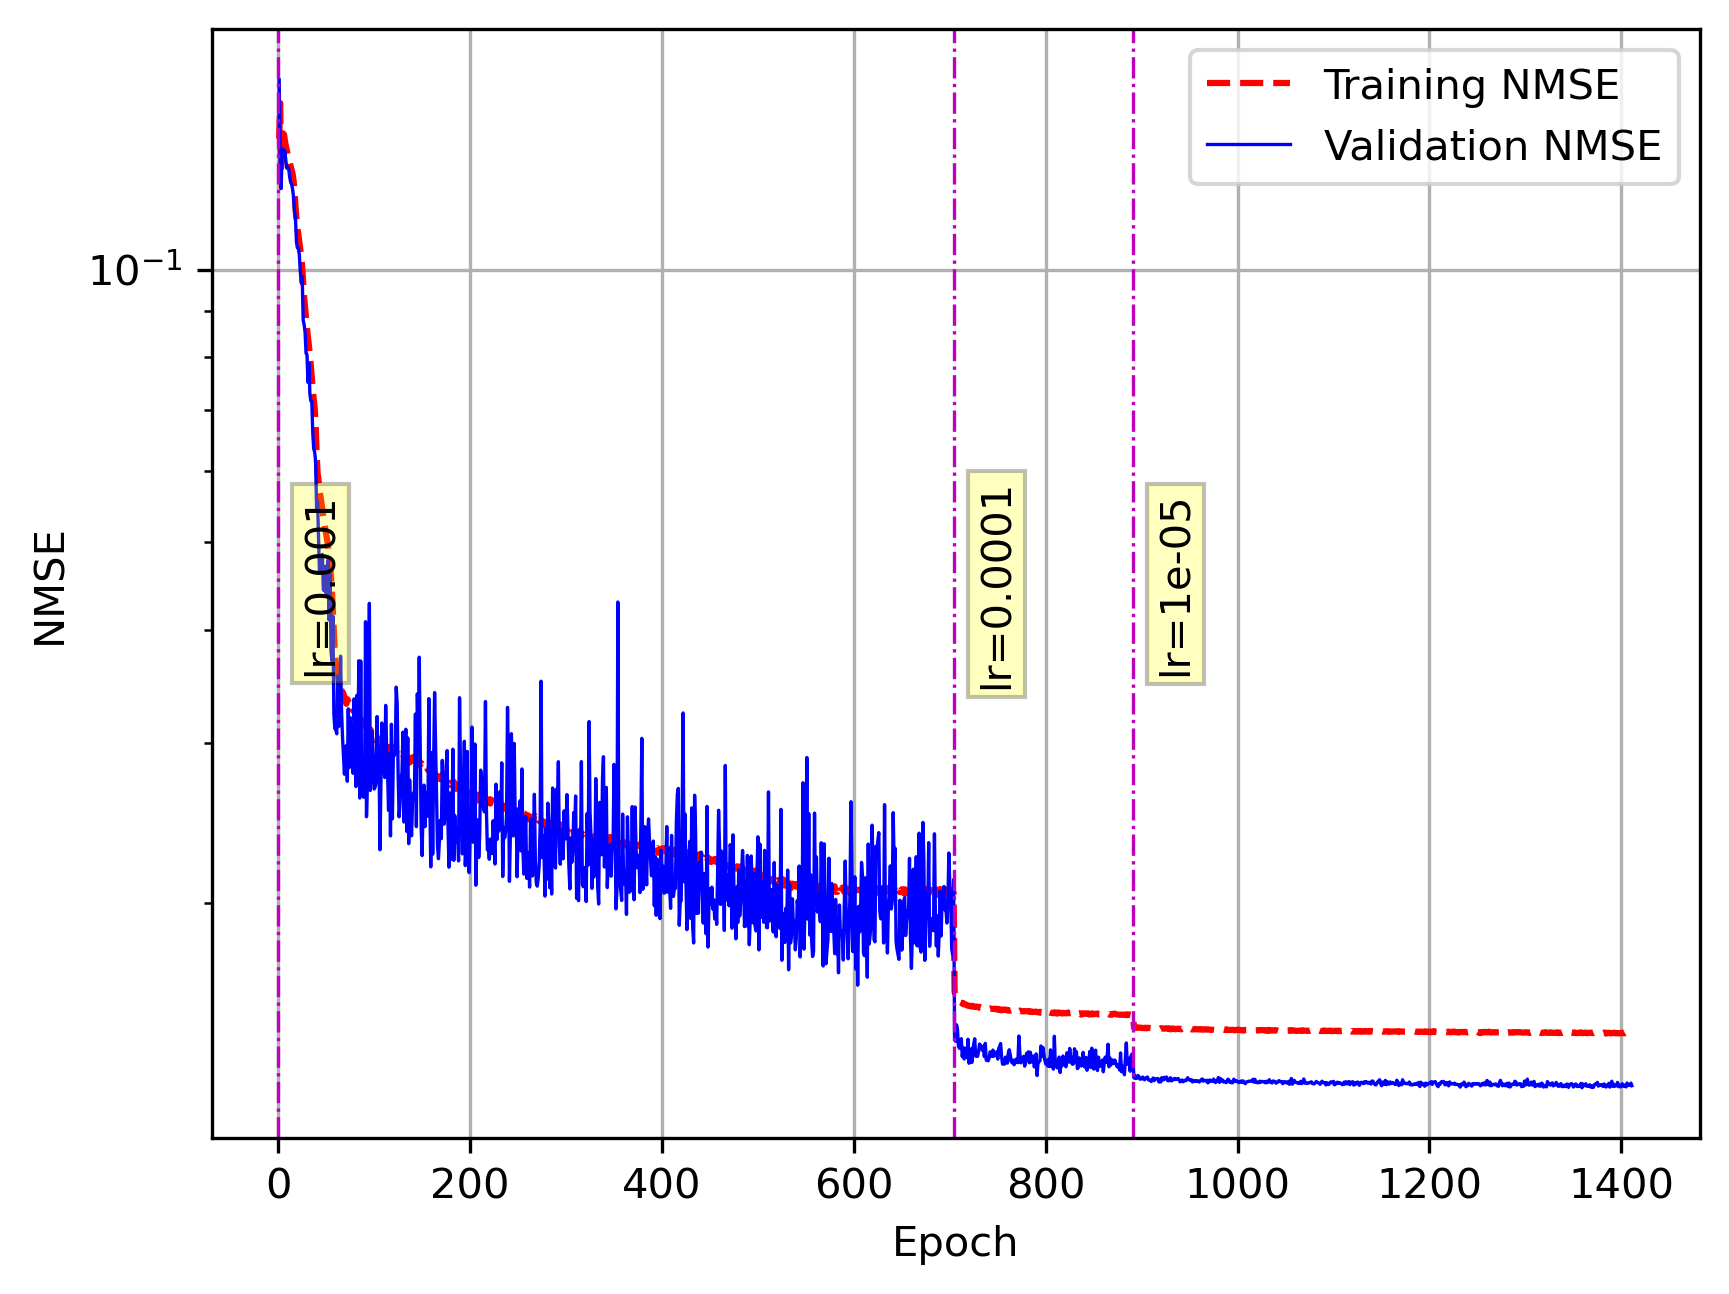 Training NMSE
Validation NMSE
10⁻¹
NMSE
lr=0.001
lr=0.0001
lr=1e-05
0 200 400 600 800 1000 1200 1400
Epoch